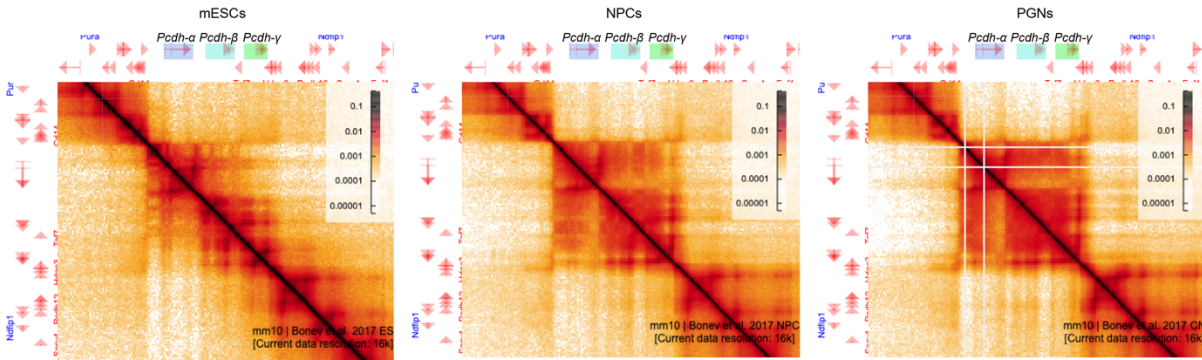 mESCs
NPCs
PGNs
Pura
Pcdh-α
Pcdh-β
Pcdh-γ
Ndfip1
Pcdh-α
Pcdh-β
Pcdh-γ
Ndfip1
Pcdh-α
Pcdh-β
Pcdh-γ
Ndfip1
Pur
Pu
Pu
0.1
0.01
0.001
0.0001
0.00001
0.1
0.01
0.001
0.0001
0.00001
0.1
0.01
0.001
0.0001
0.00001
Ndfip1
Ndfip1
Ndfip1
mm10 | Bonev et al. 2017 ES
[Current data resolution: 16k]
mm10 | Bonev et al. 2017 NPC
[Current data resolution: 16k]
mm10 | Bonev et al. 2017 CN
[Current data resolution: 16k]